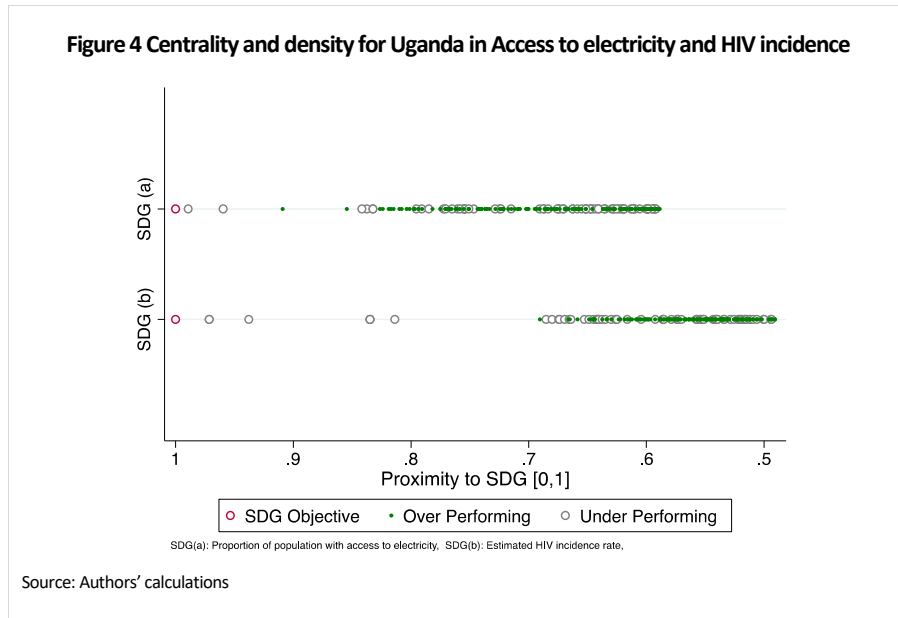 Figure 4 Centrality and density for Uganda in Access to electricity and HIV incidence
SDG (a)
SDG (b)
1 .9 .8 .7 .6 .5
Proximity to SDG [0,1]
SDG Objective Over Performing Under Performing
SDG(a): Proportion of population with access to electricity, SDG(b): Estimated HIV incidence rate,
Source: Authors’ calculations